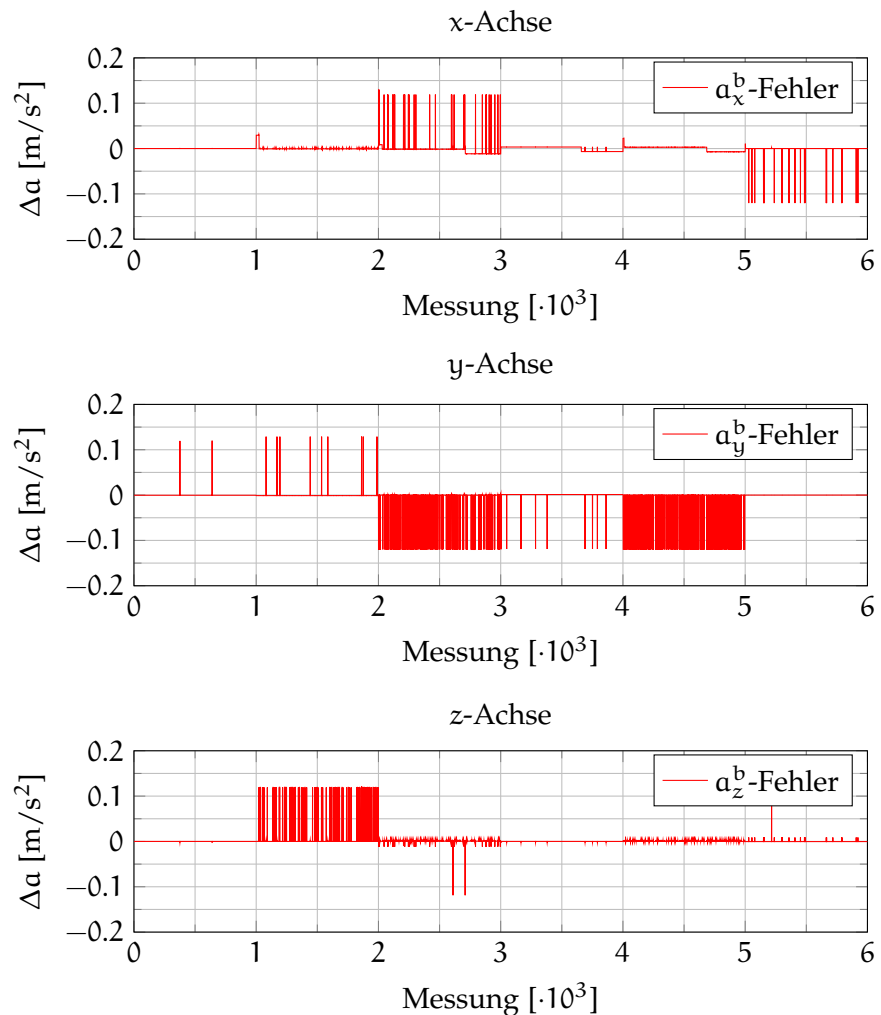 x-Achse
0.2
0.1
0
−0.1
−0.2
Δa [m/s²]
a_x^b-Fehler
0 1 2 3 4 5 6
Messung [·10³]
y-Achse
0.2
0.1
0
−0.1
−0.2
Δa [m/s²]
a_y^b-Fehler
0 1 2 3 4 5 6
Messung [·10³]
z-Achse
0.2
0.1
0
−0.1
−0.2
Δa [m/s²]
a_z^b-Fehler
0 1 2 3 4 5 6
Messung [·10³]